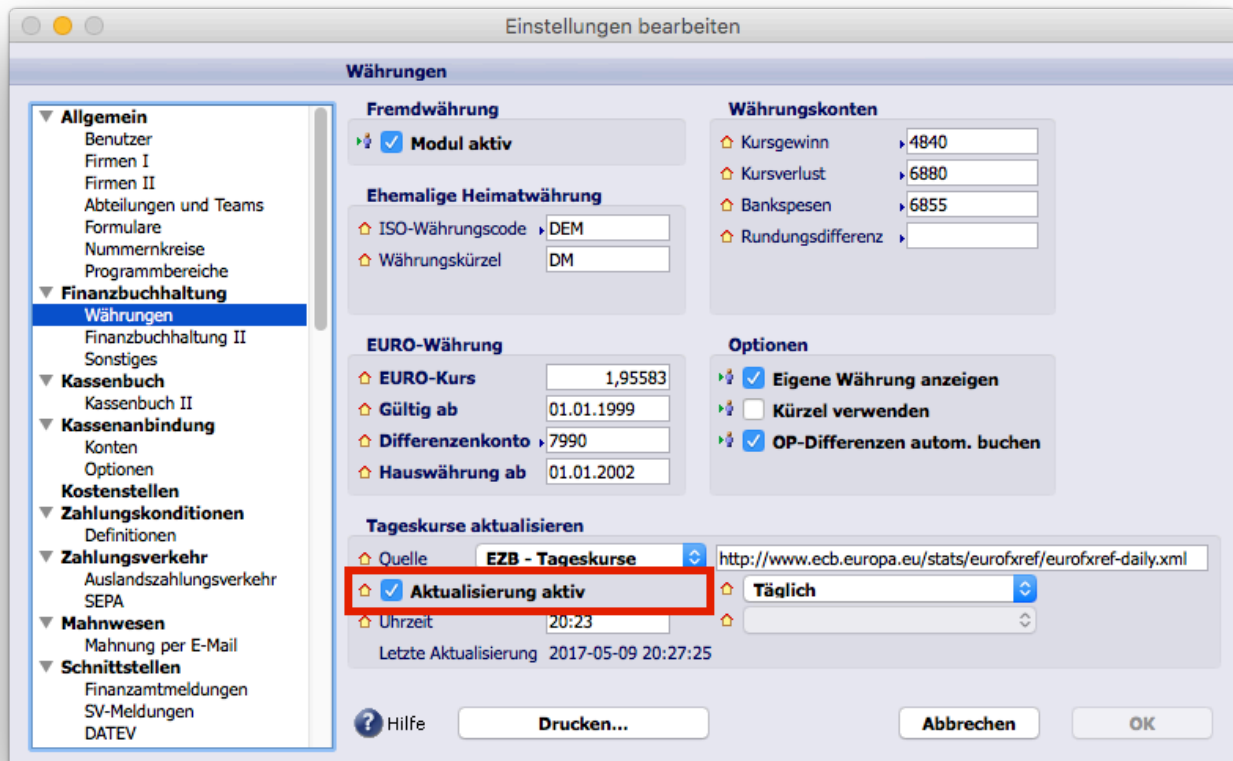 Einstellungen bearbeiten
Währungen
Allgemein
Benutzer
Firmen I
Firmen II
Abteilungen und Teams
Formulare
Nummernkreise
Programmbereiche
Finanzbuchhaltung
Währungen
Finanzbuchhaltung II
Sonstiges
Kassenbuch
Kassenbuch II
Kassenanbindung
Konten
Optionen
Kostenstellen
Zahlungskonditionen
Definitionen
Zahlungsverkehr
Auslandszahlungsverkehr
SEPA
Mahnwesen
Mahnung per E-Mail
Schnittstellen
Finanzamtmeldungen
SV-Meldungen
DATEV
Fremdwährung
Modul aktiv
Ehemalige Heimatwährung
ISO-Währungscode DEM
Währungskürzel DM
Währungskonten
Kursgewinn 4840
Kursverlust 6880
Bankspesen 6855
Rundungsdifferenz
EURO-Währung
EURO-Kurs 1,95583
Gültig ab 01.01.1999
Differenzenkonto 7990
Hauswährung ab 01.01.2002
Optionen
Eigene Währung anzeigen
Kürzel verwenden
OP-Differenzen autom. buchen
Tageskurse aktualisieren
Quelle EZB - Tageskurse http://www.ecb.europa.eu/stats/eurofxref/eurofxref-daily.xml
Aktualisierung aktiv Täglich
Uhrzeit 20:23
Letzte Aktualisierung 2017-05-09 20:27:25
? Hilfe Drucken... Abbrechen OK